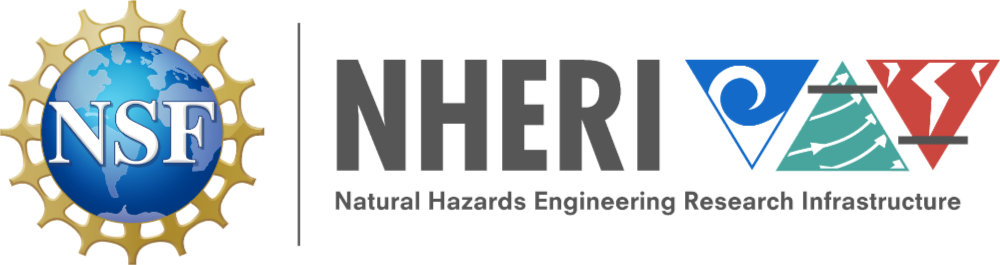 NSF
NHERI
Natural Hazards Engineering Research Infrastructure